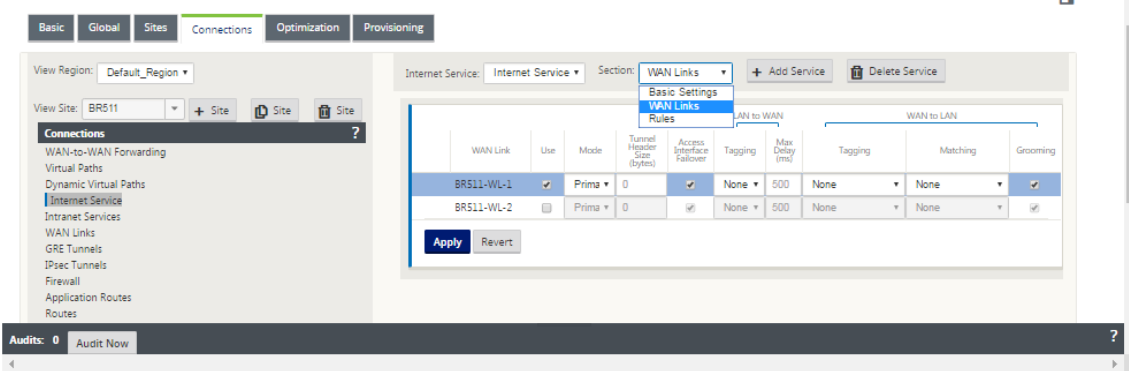 Basic Global Sites Connections Optimization Provisioning
View Region: Default_Region
Internet Service: Internet Service Section: WAN Links + Add Service Delete Service
Basic Settings
WAN Links
Rules
View Site: BR511 + Site Site Site
Connections ?
WAN-to-WAN Forwarding
Virtual Paths
Dynamic Virtual Paths
Internet Service
Intranet Services
WAN Links
GRE Tunnels
IPsec Tunnels
Firewall
Application Routes
Routes
LAN to WAN WAN to LAN
WAN Link Use Mode Tunnel Header Size (bytes) Access Interface Failover Tagging Max Delay (ms) Tagging Matching Grooming
BR511-WL-1 Prima 0 None 500 None None
BR511-WL-2 Prima 0 None 500 None None
Apply Revert
Audits: 0 Audit Now ?